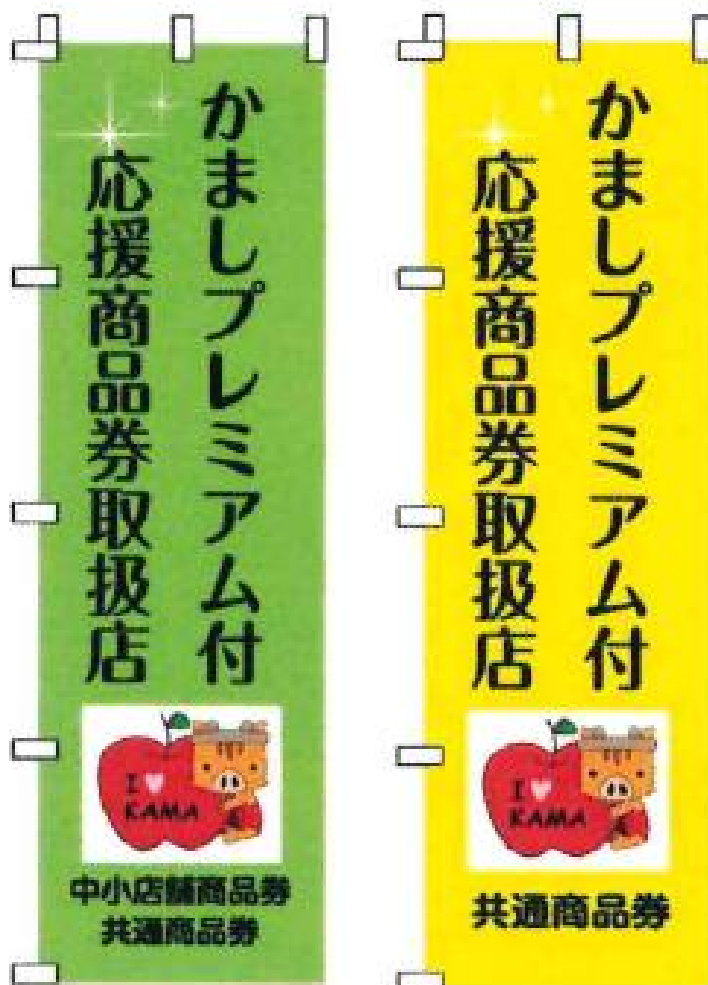 かましプレミアム付
応援商品券取扱店
I ♥
KAMA
中小店舗商品券
共通商品券
かましプレミアム付
応援商品券取扱店
I ♥
KAMA
共通商品券